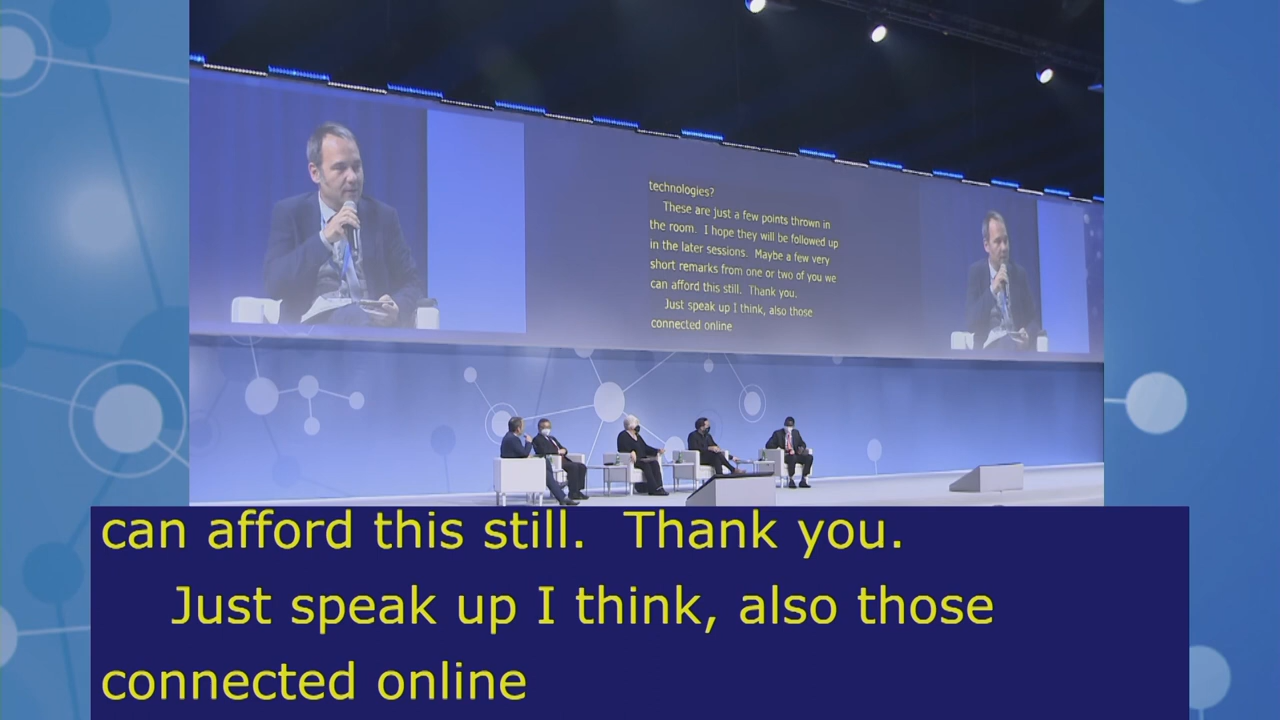 technologies?
These are just a few points thrown in
the room. I hope they will be followed up
in the later sessions. Maybe a few very
short remarks from one or two of you we
can afford this still. Thank you.
Just speak up I think, also those
connected online
can afford this still. Thank you.
Just speak up I think, also those
connected online